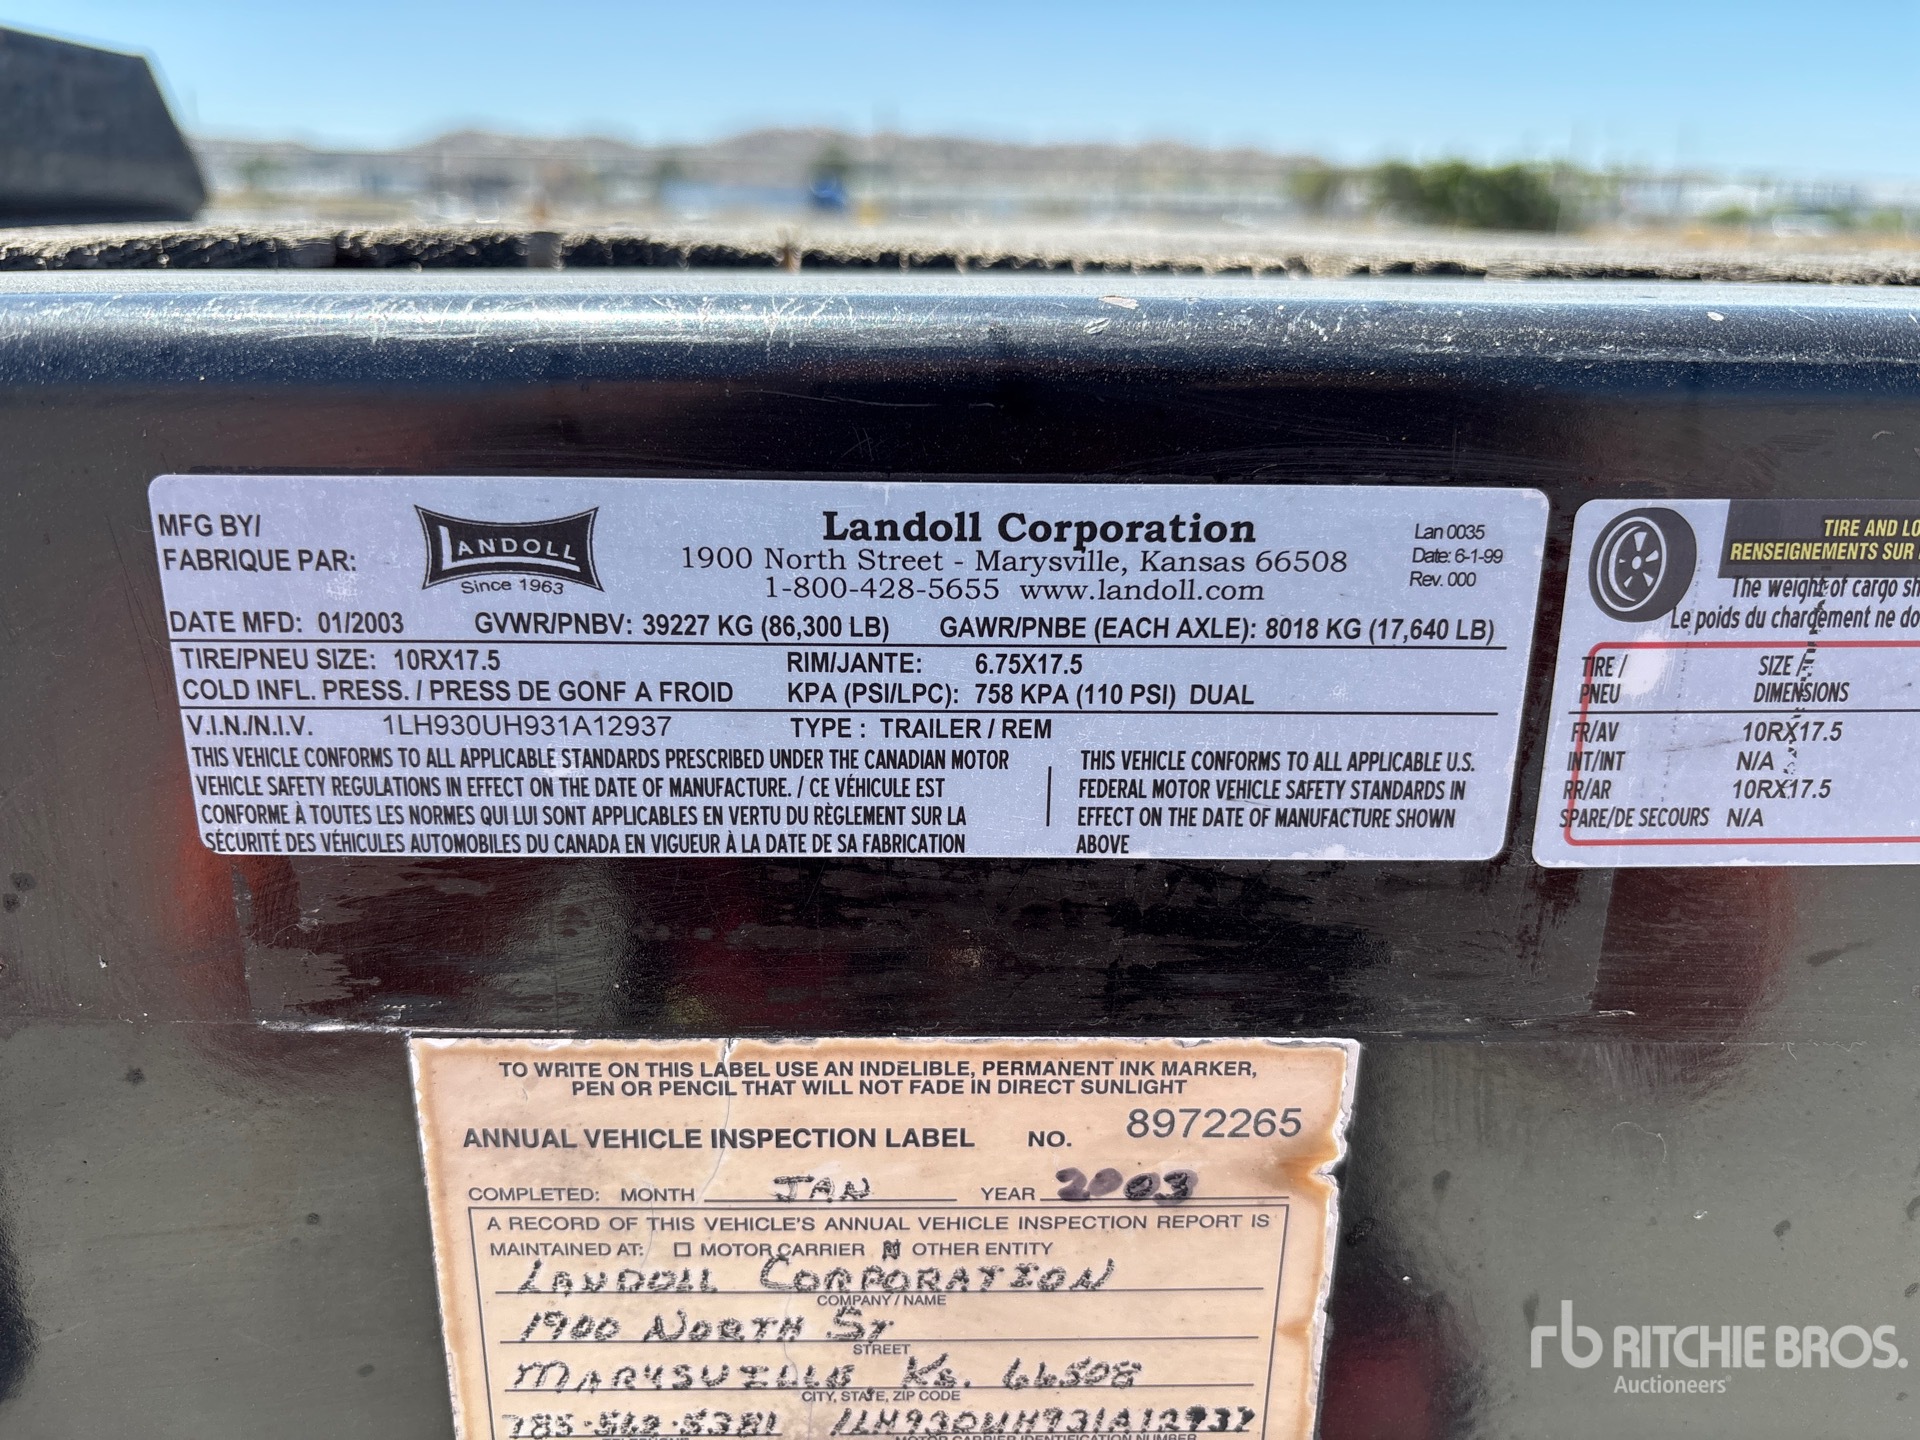 MFG BY/
FABRIQUE PAR:
LANDOLL
Since 1963
Landoll Corporation
1900 North Street - Marysville, Kansas 66508
1-800-428-5655 www.landoll.com
Lan 0035
Date: 6-1-99
Rev. 000
DATE MFD: 01/2003 GVWR/PNBV: 39227 KG (86,300 LB) GAWR/PNBE (EACH AXLE): 8018 KG (17,640 LB)
TIRE/PNEU SIZE: 10RX17.5 RIM/JANTE: 6.75X17.5
COLD INFL. PRESS. / PRESS DE GONF A FROID KPA (PSI/LPC): 758 KPA (110 PSI) DUAL
V.I.N./N.I.V. 1LH930UH931A12937 TYPE : TRAILER / REM
THIS VEHICLE CONFORMS TO ALL APPLICABLE STANDARDS PRESCRIBED UNDER THE CANADIAN MOTOR
VEHICLE SAFETY REGULATIONS IN EFFECT ON THE DATE OF MANUFACTURE. / CE VÉHICULE EST
CONFORME À TOUTES LES NORMES QUI LUI SONT APPLICABLES EN VERTU DU RÈGLEMENT SUR LA
SÉCURITÉ DES VÉHICULES AUTOMOBILES DU CANADA EN VIGUEUR À LA DATE DE SA FABRICATION
THIS VEHICLE CONFORMS TO ALL APPLICABLE U.S.
FEDERAL MOTOR VEHICLE SAFETY STANDARDS IN
EFFECT ON THE DATE OF MANUFACTURE SHOWN
ABOVE
TIRE AND LO
RENSEIGNEMENTS SUR
The weight of cargo sh
Le poids du chargement ne do
TIRE / SIZE /
PNEU DIMENSIONS
FR/AV 10RX17.5
INT/INT N/A
RR/AR 10RX17.5
SPARE/DE SECOURS N/A
TO WRITE ON THIS LABEL USE AN INDELIBLE, PERMANENT INK MARKER,
PEN OR PENCIL THAT WILL NOT FADE IN DIRECT SUNLIGHT
ANNUAL VEHICLE INSPECTION LABEL NO. 8972265
COMPLETED: MONTH JAN YEAR 2003
A RECORD OF THIS VEHICLE'S ANNUAL VEHICLE INSPECTION REPORT IS
MAINTAINED AT: MOTOR CARRIER OTHER ENTITY
LANDOLL CORPORATION
COMPANY / NAME
1900 NORTH ST
STREET
MARYSVILLE, KS. 66508
CITY, STATE, ZIP CODE
785-562-5381 1LH930UH931A12937
MOTOR CARRIER IDENTIFICATION NUMBER
rb RITCHIE BROS.
Auctioneers